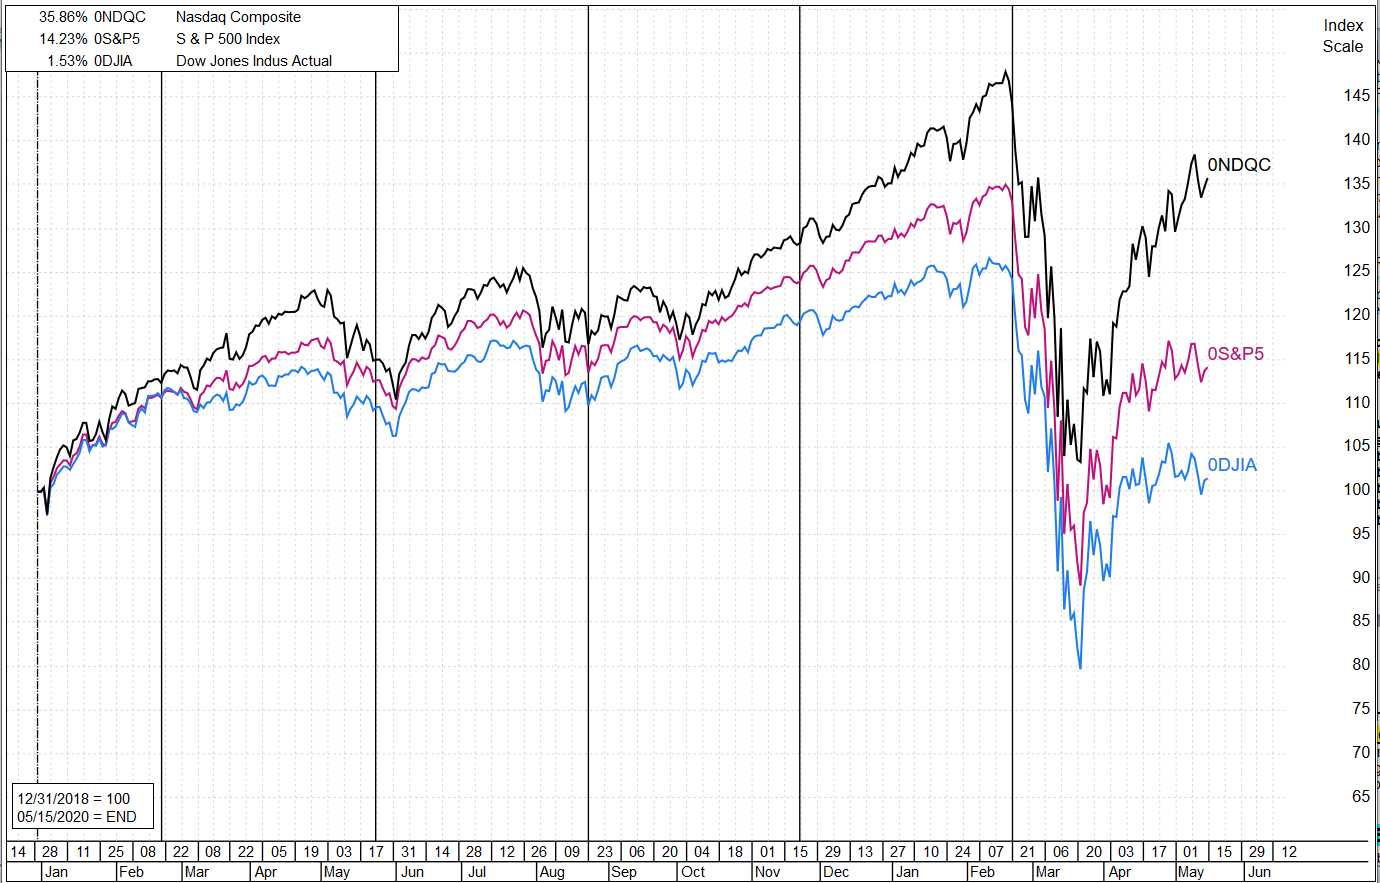 35.86% 0NDQC Nasdaq Composite
14.23% 0S&P5 S & P 500 Index
1.53% 0DJIA Dow Jones Indus Actual
Index
Scale
145
140
0NDQC
135
130
125
120
115
0S&P5
110
105
0DJIA
100
95
90
85
80
75
70
65
12/31/2018 = 100
05/15/2020 = END
14 28 11 25 08 22 08 22 05 19 03 17 31 14 28 12 26 09 23 06 20 04 18 01 15 29 13 27 10 24 07 21 06 20 03 17 01 15 29 12
Jan Feb Mar Apr May Jun Jul Aug Sep Oct Nov Dec Jan Feb Mar Apr May Jun